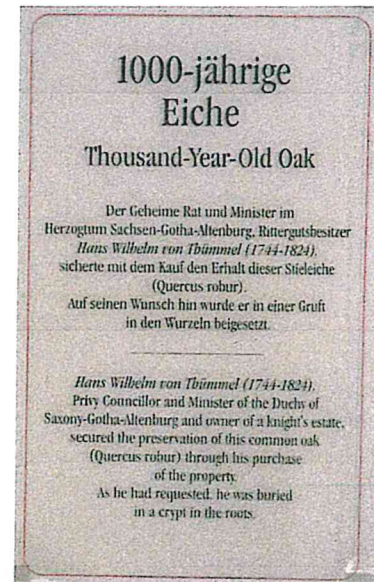 1000-jährige
Eiche
Thousand-Year-Old Oak
Der Geheime Rat und Minister im
Herzogtum Sachsen-Gotha-Altenburg, Rittergutsbesitzer
Hans Wilhelm von Thümmel (1744-1824),
sicherte mit dem Kauf den Erhalt dieser Stieleiche
(Quercus robur).
Auf seinen Wunsch hin wurde er in einer Gruft
in den Wurzeln beigesetzt.
Hans Wilhelm von Thümmel (1744-1824),
Privy Councillor and Minister of the Duchy of
Saxony-Gotha-Altenburg and owner of a knight's estate,
secured the preservation of this common oak
(Quercus robur) through his purchase
of the property.
As he had requested, he was buried
in a crypt in the roots.